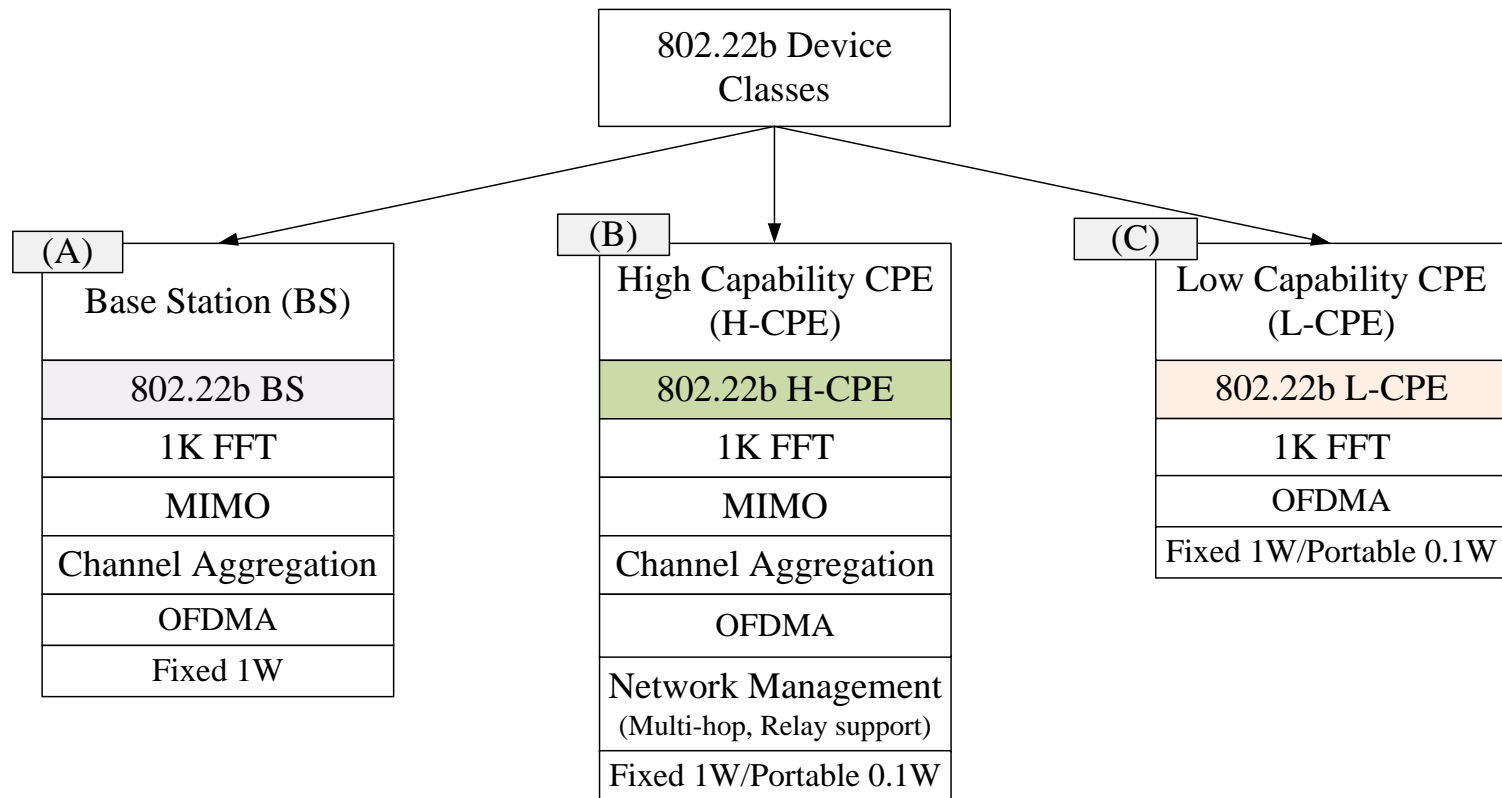 802.22b Device
Classes
(A)
Base Station (BS)
802.22b BS
1K FFT
MIMO
Channel Aggregation
OFDMA
Fixed 1W
(B)
High Capability CPE
(H-CPE)
802.22b H-CPE
1K FFT
MIMO
Channel Aggregation
OFDMA
Network Management
(Multi-hop, Relay support)
Fixed 1W/Portable 0.1W
(C)
Low Capability CPE
(L-CPE)
802.22b L-CPE
1K FFT
OFDMA
Fixed 1W/Portable 0.1W